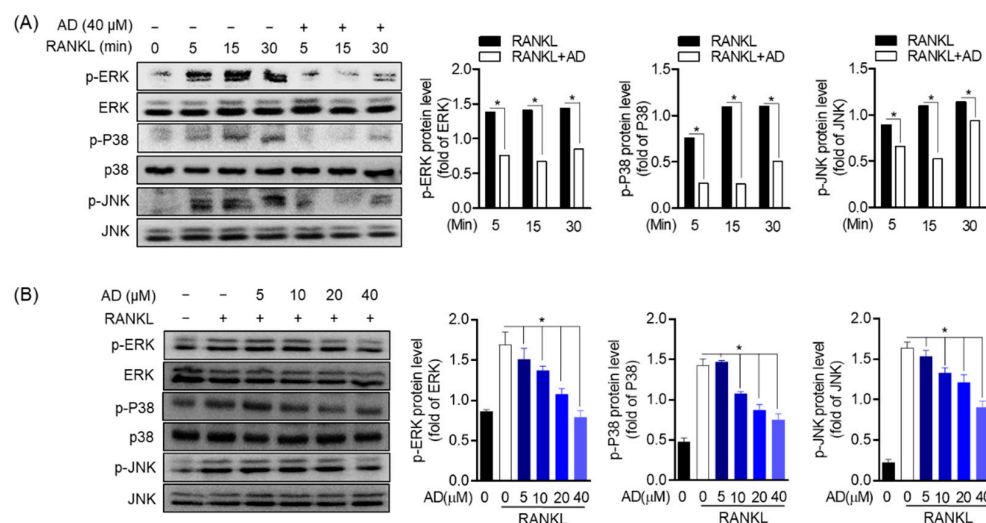 (A)
AD (40 μM) – – – – + + +
RANKL (min) 0 5 15 30 5 15 30
p-ERK
ERK
p-P38
p38
p-JNK
JNK
RANKL
RANKL+AD
p-ERK protein level
(fold of ERK)
2.0
1.5
1.0
0.5
0.0
* * *
(Min) 5 15 30
RANKL
RANKL+AD
p-P38 protein level
(fold of P38)
2.0
1.5
1.0
0.5
0.0
* * *
(Min) 5 15 30
RANKL
RANKL+AD
p-JNK protein level
(fold of JNK)
1.5
1.0
0.5
0.0
* * *
(Min) 5 15 30
(B)
AD (μM) – – 5 10 20 40
RANKL – + + + + +
p-ERK
ERK
p-P38
p38
p-JNK
JNK
p-ERK protein level
(fold of ERK)
2.0
1.5
1.0
0.5
0.0
*
AD(μM) 0 0 5 10 20 40
RANKL
p-P38 protein level
(fold of P38)
2.0
1.5
1.0
0.5
0.0
*
AD(μM) 0 0 5 10 20 40
RANKL
p-JNK protein level
(fold of JNK)
2.0
1.5
1.0
0.5
0.0
*
AD(μM) 0 0 5 10 20 40
RANKL